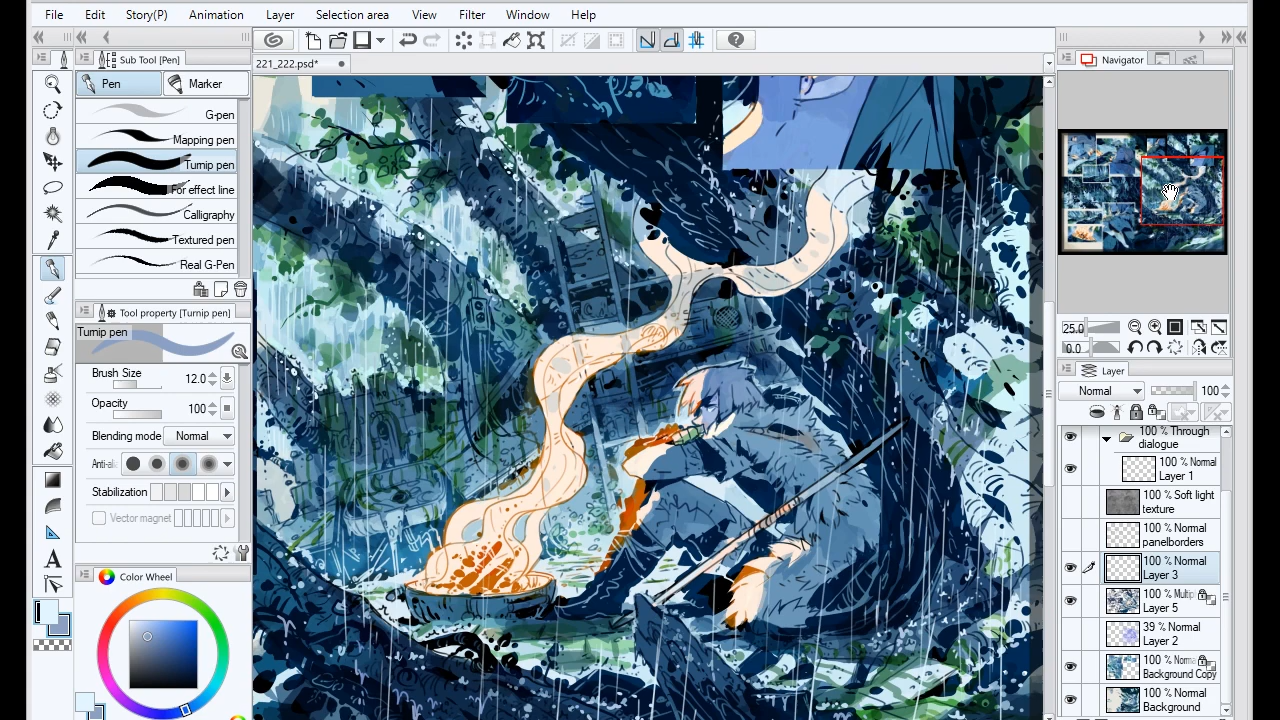 File Edit Story(P) Animation Layer Selection area View Filter Window Help
Sub Tool [Pen]
221_222.psd*
Navigator
Pen Marker
G-pen
Mapping pen
Turnip pen
For effect line
Calligraphy
Textured pen
Real G-Pen
Tool property [Turnip pen]
Turnip pen
Brush Size 12.0
Opacity 100
Blending mode Normal
Anti-al
Stabilization
Vector magnet
Color Wheel
25.0
0.0
Layer
Normal 100
100 % Through
dialogue
100 % Normal
Layer 1
100 % Soft light
texture
100 % Normal
panelborders
100 % Normal
Layer 3
100 % Multip
Layer 5
39 % Normal
Layer 2
100 % Norma
Background Copy
100 % Normal
Background